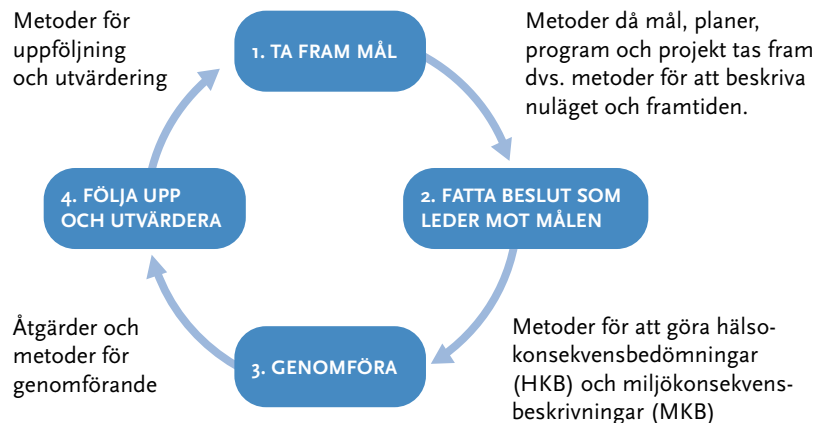 Metoder för
uppföljning
och utvärdering
1. TA FRAM MÅL
Metoder då mål, planer,
program och projekt tas fram
dvs. metoder för att beskriva
nuläget och framtiden.
4. FÖLJA UPP
OCH UTVÄRDERA
2. FATTA BESLUT SOM
LEDER MOT MÅLEN
Åtgärder och
metoder för
genomförande
3. GENOMFÖRA
Metoder för att göra hälso-
konsekvensbedömningar
(HKB) och miljökonsekvens-
beskrivningar (MKB)